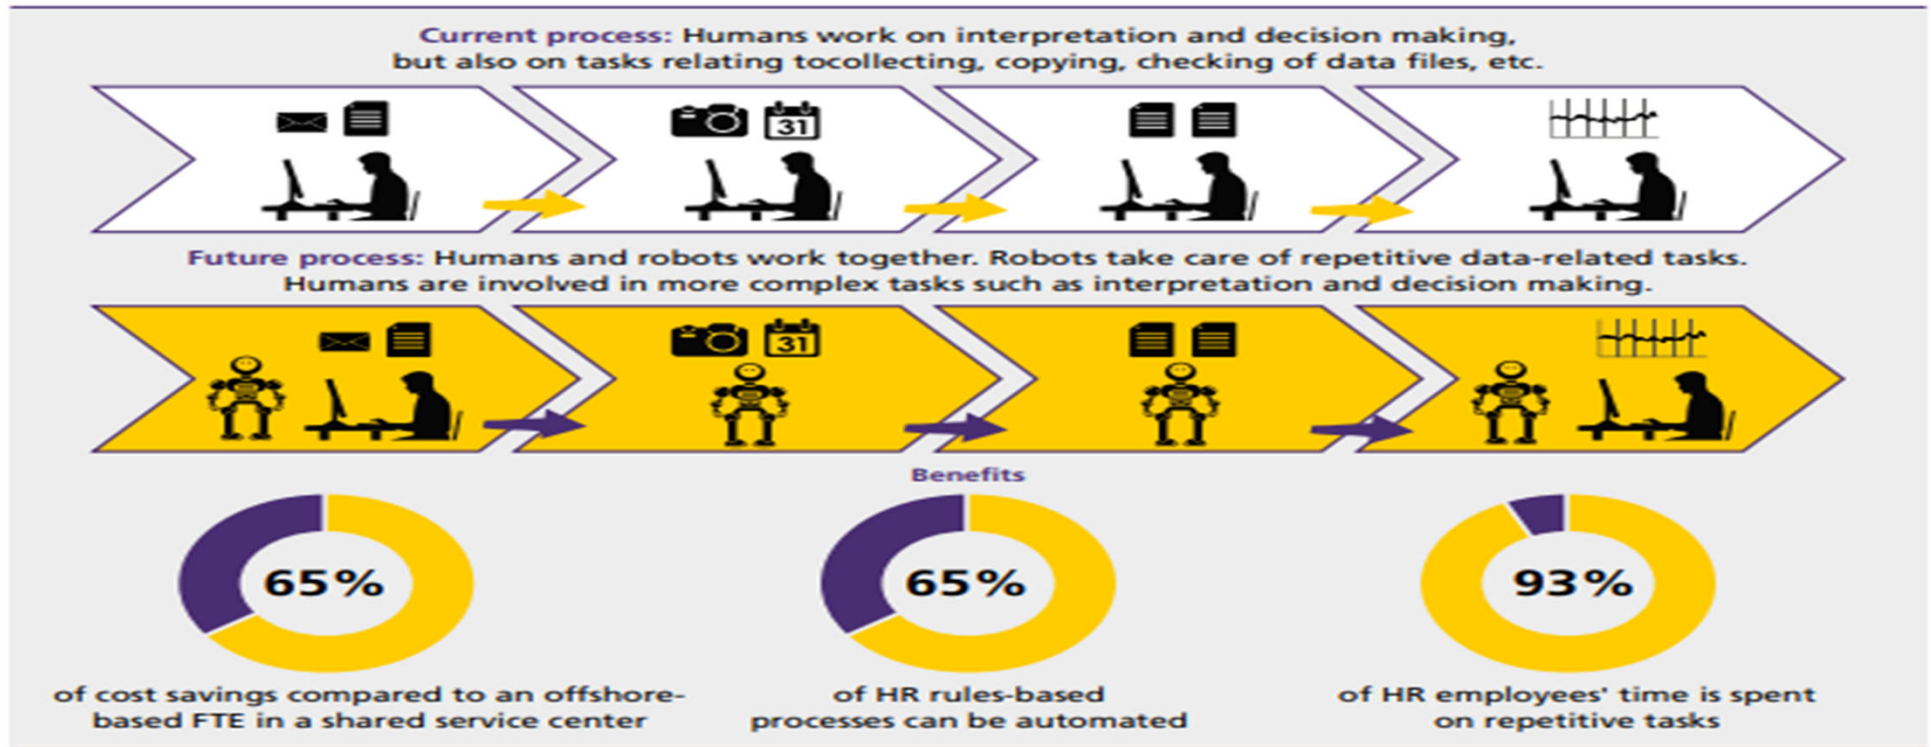 Current process: Humans work on interpretation and decision making,
but also on tasks relating tocollecting, copying, checking of data files, etc.
31
Future process: Humans and robots work together. Robots take care of repetitive data-related tasks.
Humans are involved in more complex tasks such as interpretation and decision making.
31
Benefits
65%
65%
93%
of cost savings compared to an offshore-
based FTE in a shared service center
of HR rules-based
processes can be automated
of HR employees' time is spent
on repetitive tasks